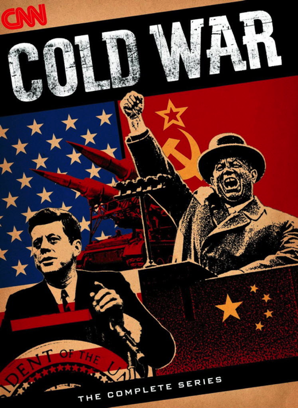 CNN
COLD WAR
DENT OF THE U
THE COMPLETE SERIES